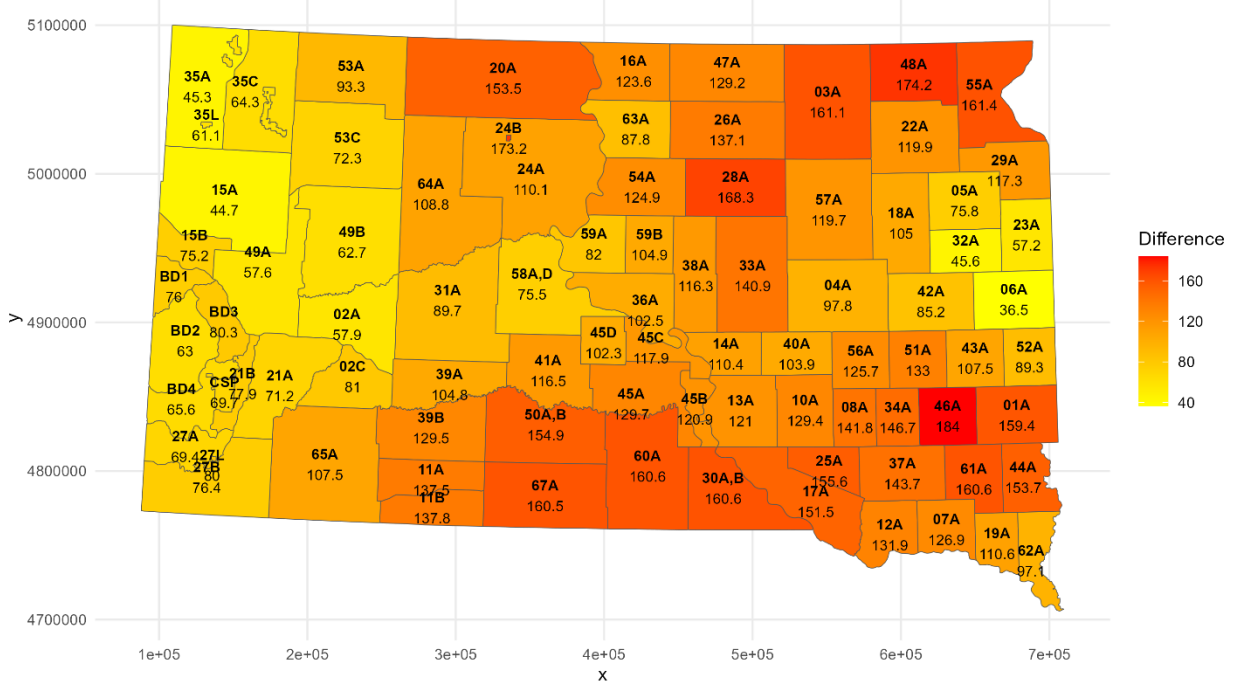 5100000
5000000
4900000
4800000
4700000
y
1e+05
2e+05
3e+05
4e+05
5e+05
6e+05
7e+05
x
Difference
160
120
80
40
35A
45.3
35C
64.3
35L
61.1
53A
93.3
20A
153.5
16A
123.6
47A
129.2
03A
161.1
48A
174.2
55A
161.4
53C
72.3
24B
173.2
24A
110.1
63A
87.8
26A
137.1
22A
119.9
29A
117.3
15A
44.7
64A
108.8
54A
124.9
28A
168.3
57A
119.7
18A
105
05A
75.8
23A
57.2
32A
45.6
15B
75.2
49A
57.6
49B
62.7
59A
82
59B
104.9
38A
116.3
33A
140.9
BD1
76
31A
89.7
58A,D
75.5
36A
102.5
04A
97.8
42A
85.2
06A
36.5
BD3
80.3
BD2
63
02A
57.9
45D
102.3
45C
117.9
14A
110.4
40A
103.9
56A
125.7
51A
133
43A
107.5
52A
89.3
BD4
65.6
CSP
69.7
21B
77.9
21A
71.2
02C
81
39A
104.8
41A
116.5
45A
129.7
45B
120.9
13A
121
10A
129.4
08A
141.8
34A
146.7
46A
184
01A
159.4
27A
69.4
27L
80
27B
76.4
65A
107.5
39B
129.5
50A,B
154.9
11A
137.5
11B
137.8
67A
160.5
60A
160.6
30A,B
160.6
25A
155.6
17A
151.5
37A
143.7
61A
160.6
44A
153.7
12A
131.9
07A
126.9
19A
110.6
62A
97.1